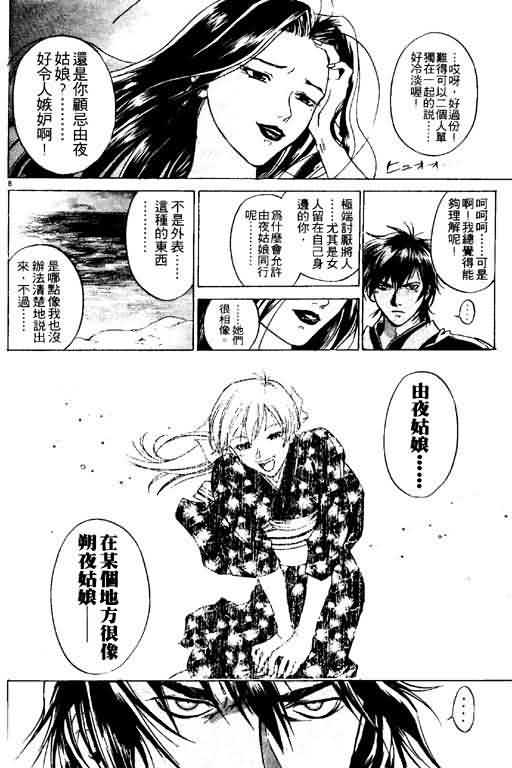 ……哎呀，好過份！
難得可以二個人單
獨在一起的說……
好冷淡喔！
還是你顧忌由夜
姑娘？………
好令人嫉妒啊！
ヒュオオ
8
呵呵呵……可是
啊！我總覺得能
夠理解呢！
……。
極端討厭將人
……尤其是女
人留在自己身
邊的你，
為什麼會允許
由夜姑娘同行
呢……
……她們
很相像。
不是外表……
這種的東西
是哪點像我也沒
辦法清楚地說出
來，不過……
由夜姑娘……
在某個地方很像
朔夜姑娘——
……。